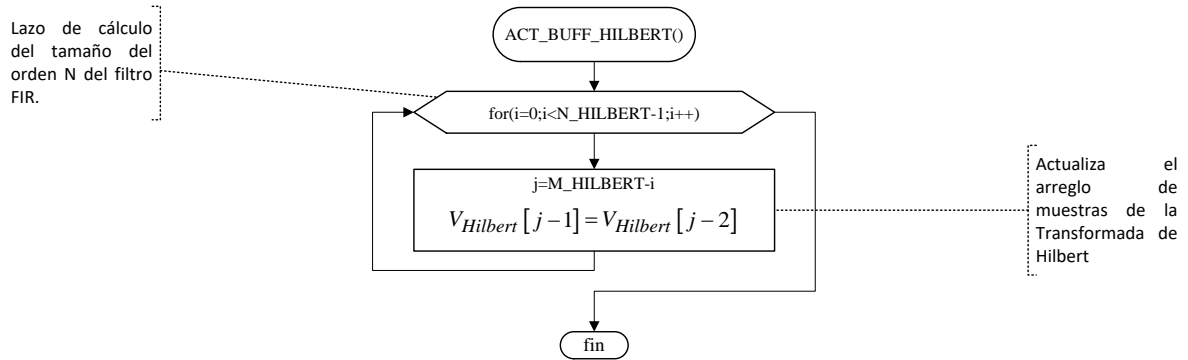 Lazo de cálculo
del tamaño del
orden N del filtro
FIR.
ACT_BUFF_HILBERT()
for(i=0;i<N_HILBERT-1;i++)
j=M_HILBERT-i
V_Hilbert [j−1] = V_Hilbert [j−2]
Actualiza el
arreglo de
muestras de la
Transformada de
Hilbert
fin